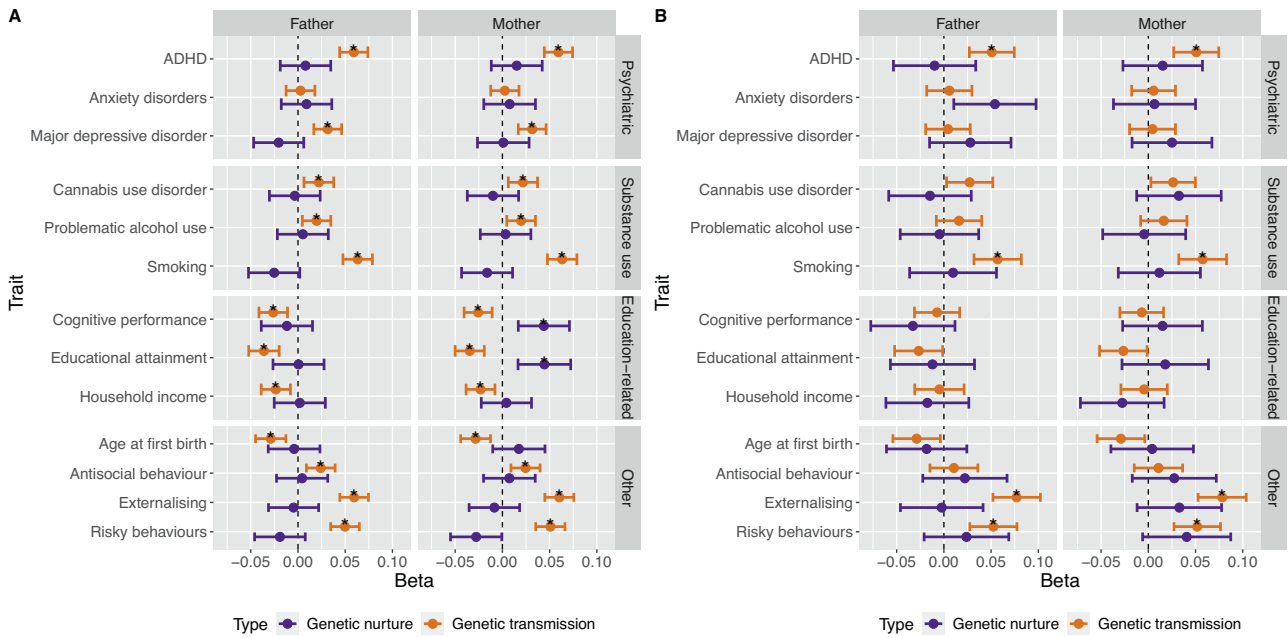 A
Father
Mother
ADHD
Anxiety disorders
Major depressive disorder
Psychiatric
Cannabis use disorder
Problematic alcohol use
Smoking
Substance use
Cognitive performance
Educational attainment
Household income
Education−related
Age at first birth
Antisocial behaviour
Externalising
Risky behaviours
Other
Trait
−0.05 0.00 0.05 0.10 −0.05 0.00 0.05 0.10
Beta
Type Genetic nurture Genetic transmission
B
Father
Mother
ADHD
Anxiety disorders
Major depressive disorder
Psychiatric
Cannabis use disorder
Problematic alcohol use
Smoking
Substance use
Cognitive performance
Educational attainment
Household income
Education−related
Age at first birth
Antisocial behaviour
Externalising
Risky behaviours
Other
Trait
−0.05 0.00 0.05 0.10 −0.05 0.00 0.05 0.10
Beta
Type Genetic nurture Genetic transmission